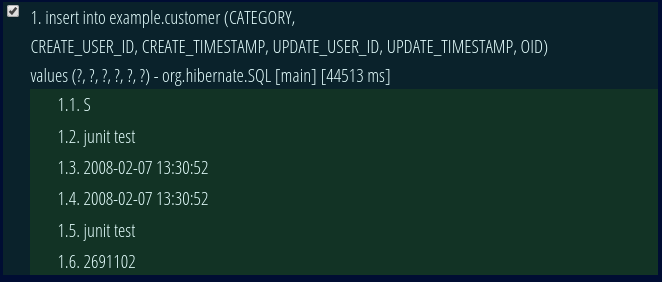 1. insert into example.customer (CATEGORY,
CREATE_USER_ID, CREATE_TIMESTAMP, UPDATE_USER_ID, UPDATE_TIMESTAMP, OID)
values (?, ?, ?, ?, ?, ?) - org.hibernate.SQL [main] [44513 ms]
1.1. S
1.2. junit test
1.3. 2008-02-07 13:30:52
1.4. 2008-02-07 13:30:52
1.5. junit test
1.6. 2691102